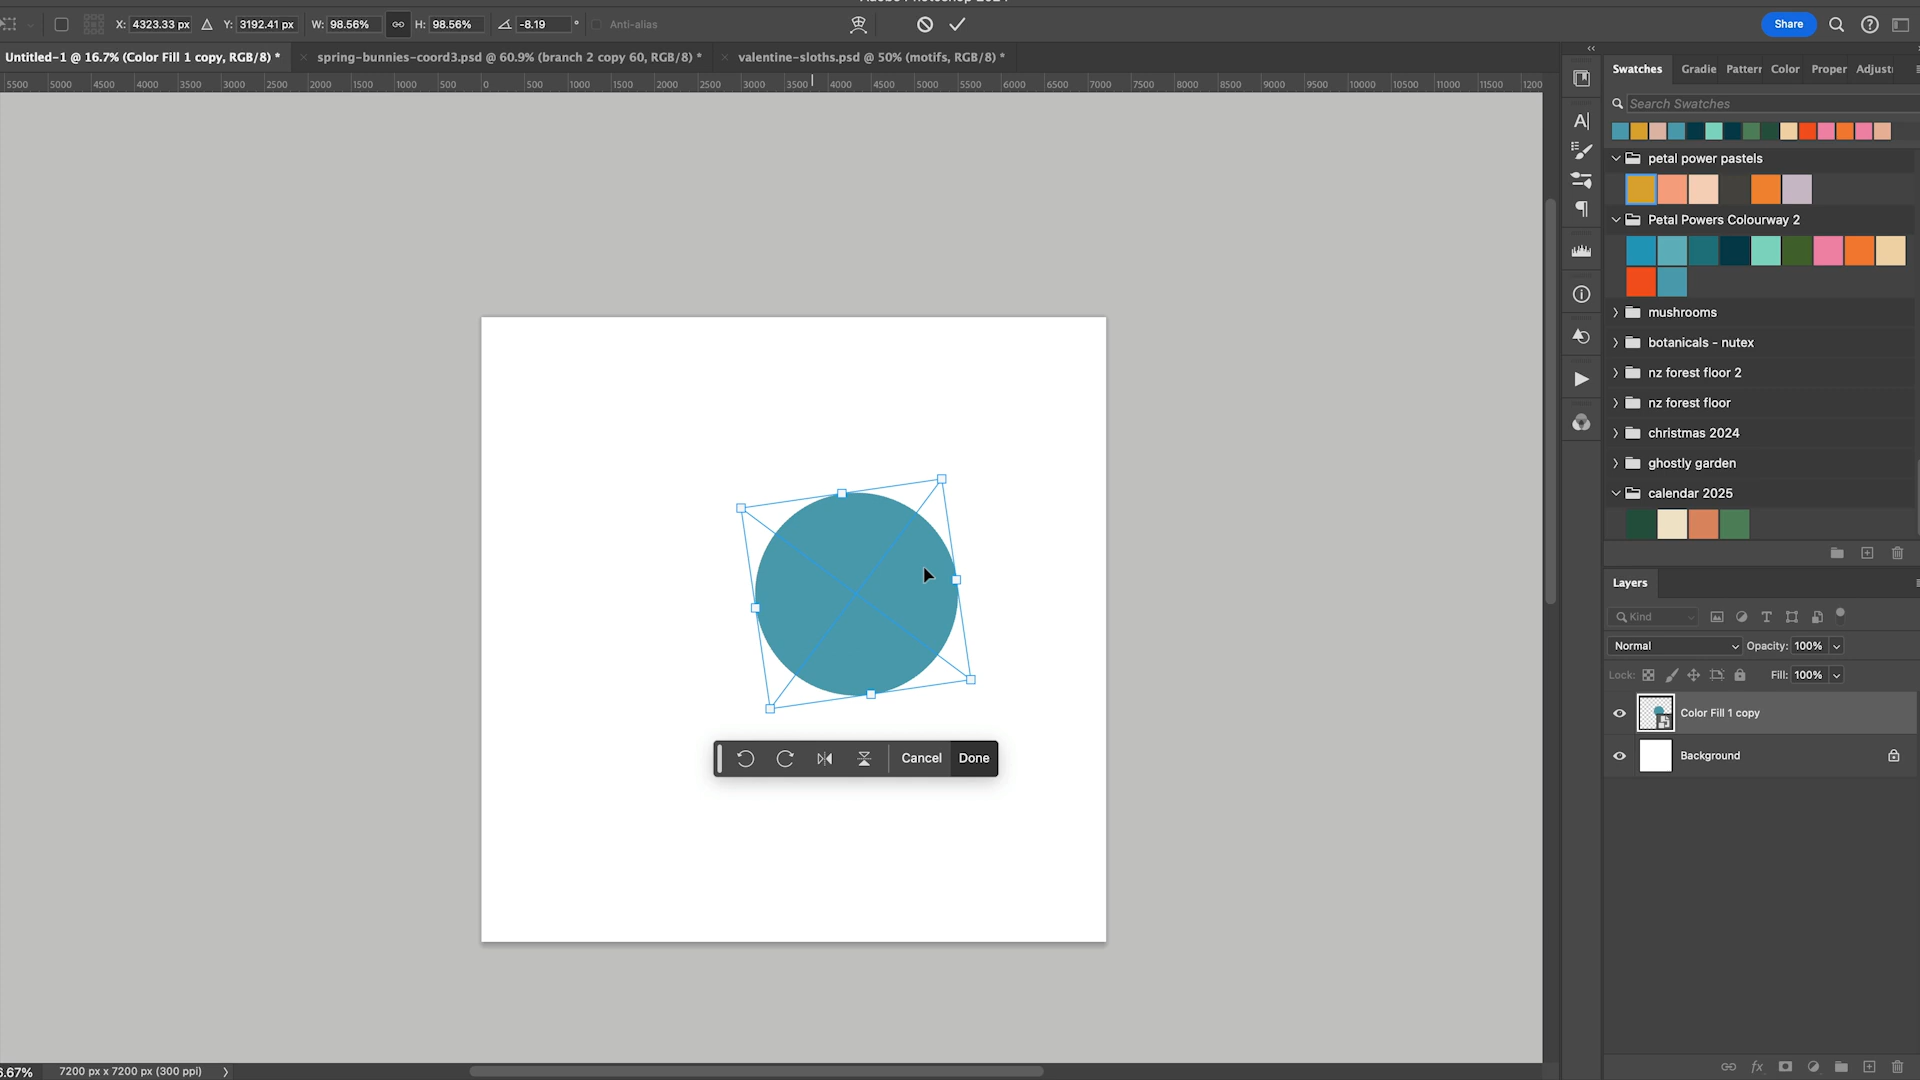 X: 4323.33 px Y: 3192.41 px W: 98.56% H: 98.56% -8.19 ° Anti-alias Share
Untitled-1 @ 16.7% (Color Fill 1 copy, RGB/8) * spring-bunnies-coord3.psd @ 60.9% (branch 2 copy 60, RGB/8) * valentine-sloths.psd @ 50% (motifs, RGB/8) *
5500 5000 4500 4000 3500 3000 2500 2000 1500 1000 500 0 500 1000 1500 2000 2500 3000 3500 4000 4500 5000 5500 6000 6500 7000 7500 8000 8500 9000 9500 10000 10500 11000 11500 1200
Swatches Gradie Patterr Color Proper Adjust
Search Swatches
petal power pastels
Petal Powers Colourway 2
mushrooms
botanicals - nutex
nz forest floor 2
nz forest floor
christmas 2024
ghostly garden
calendar 2025
Layers
Kind
Normal Opacity: 100%
Lock: Fill: 100%
Color Fill 1 copy
Background
Cancel Done
6.67% 7200 px x 7200 px (300 ppi)
fx